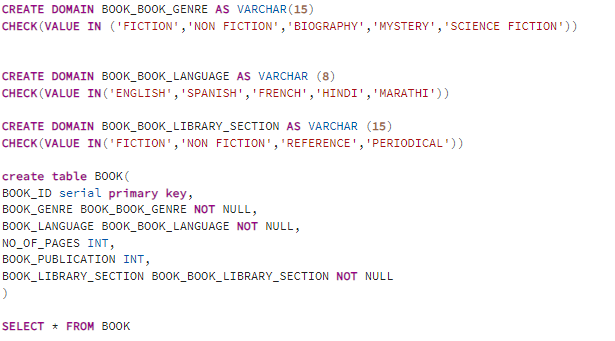 CREATE DOMAIN BOOK_BOOK_GENRE AS VARCHAR(15)
CHECK(VALUE IN ('FICTION','NON FICTION','BIOGRAPHY','MYSTERY','SCIENCE FICTION'))
CREATE DOMAIN BOOK_BOOK_LANGUAGE AS VARCHAR (8)
CHECK(VALUE IN('ENGLISH','SPANISH','FRENCH','HINDI','MARATHI'))
CREATE DOMAIN BOOK_BOOK_LIBRARY_SECTION AS VARCHAR (15)
CHECK(VALUE IN('FICTION','NON FICTION','REFERENCE','PERIODICAL'))
create table BOOK(
BOOK_ID serial primary key,
BOOK_GENRE BOOK_BOOK_GENRE NOT NULL,
BOOK_LANGUAGE BOOK_BOOK_LANGUAGE NOT NULL,
NO_OF_PAGES INT,
BOOK_PUBLICATION INT,
BOOK_LIBRARY_SECTION BOOK_BOOK_LIBRARY_SECTION NOT NULL
)
SELECT * FROM BOOK